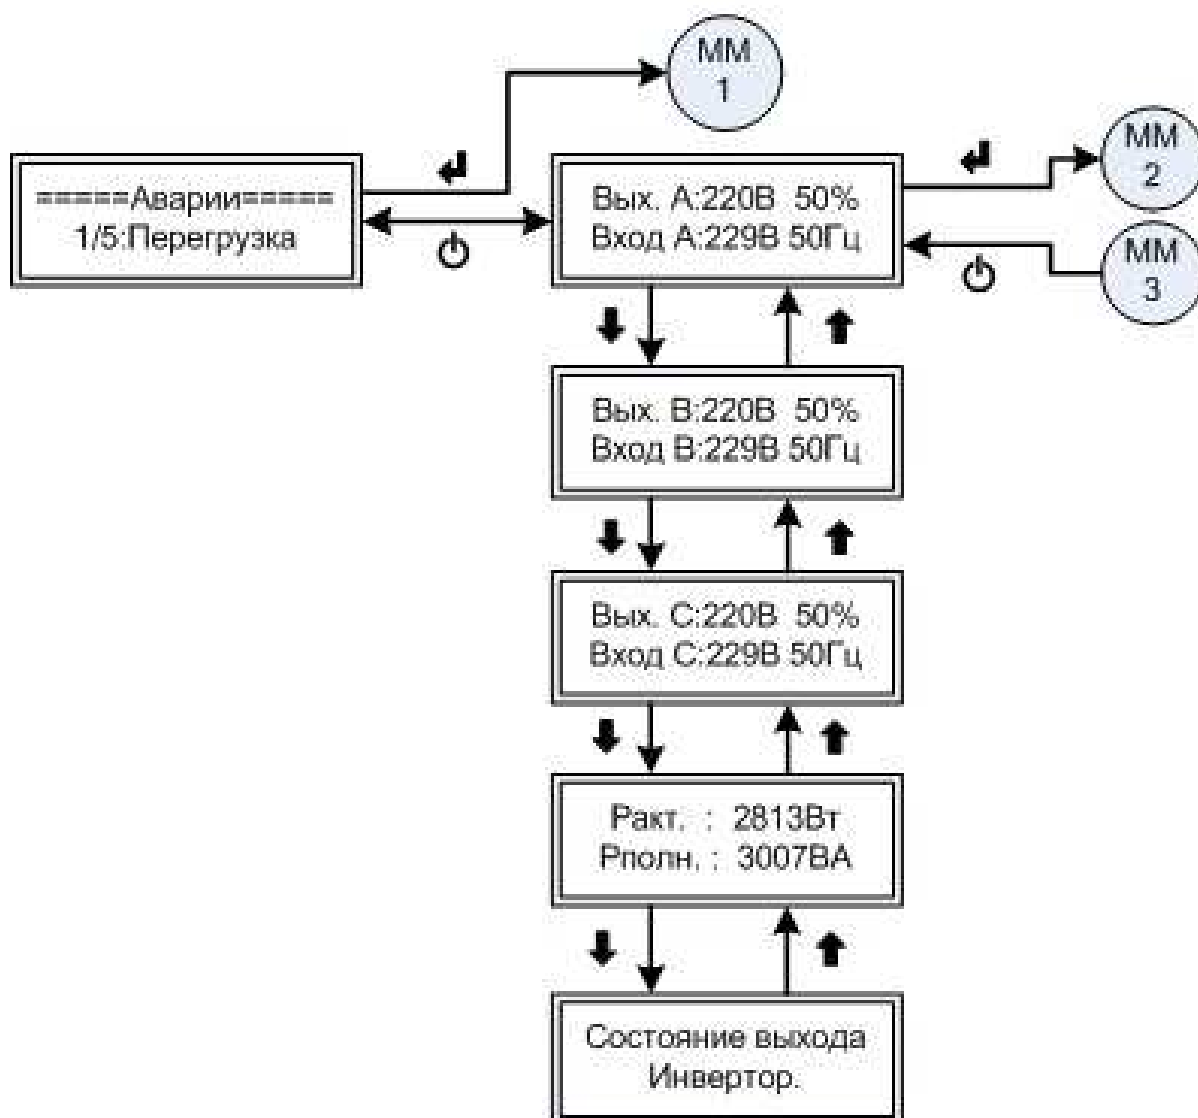 ММ
1
=====Аварии=====
1/5:Перегрузка
Вых. А:220В 50%
Вход А:229В 50Гц
ММ
2
ММ
3
Вых. В:220В 50%
Вход В:229В 50Гц
Вых. С:220В 50%
Вход С:229В 50Гц
Ракт. : 2813Вт
Рполн. : 3007ВА
Состояние выхода
Инвертор.